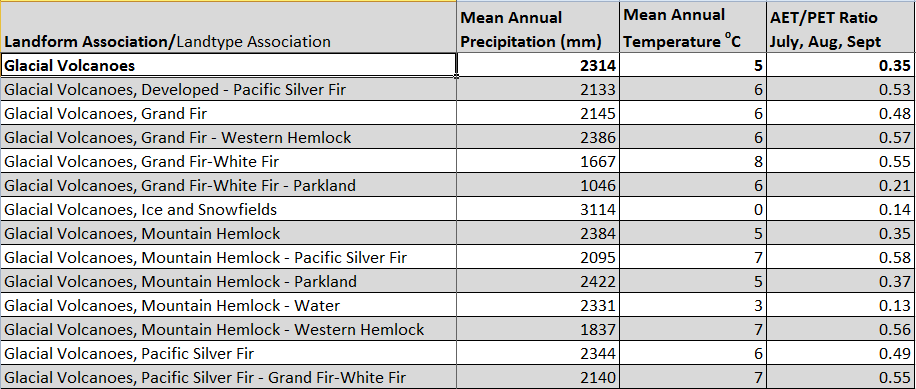 Landform Association/Landtype Association Mean Annual Precipitation (mm) Mean Annual Temperature °C AET/PET Ratio July, Aug, Sept
Glacial Volcanoes 2314 5 0.35
Glacial Volcanoes, Developed - Pacific Silver Fir 2133 6 0.53
Glacial Volcanoes, Grand Fir 2145 6 0.48
Glacial Volcanoes, Grand Fir - Western Hemlock 2386 6 0.57
Glacial Volcanoes, Grand Fir-White Fir 1667 8 0.55
Glacial Volcanoes, Grand Fir-White Fir - Parkland 1046 6 0.21
Glacial Volcanoes, Ice and Snowfields 3114 0 0.14
Glacial Volcanoes, Mountain Hemlock 2384 5 0.35
Glacial Volcanoes, Mountain Hemlock - Pacific Silver Fir 2095 7 0.58
Glacial Volcanoes, Mountain Hemlock - Parkland 2422 5 0.37
Glacial Volcanoes, Mountain Hemlock - Water 2331 3 0.13
Glacial Volcanoes, Mountain Hemlock - Western Hemlock 1837 7 0.56
Glacial Volcanoes, Pacific Silver Fir 2344 6 0.49
Glacial Volcanoes, Pacific Silver Fir - Grand Fir-White Fir 2140 7 0.55